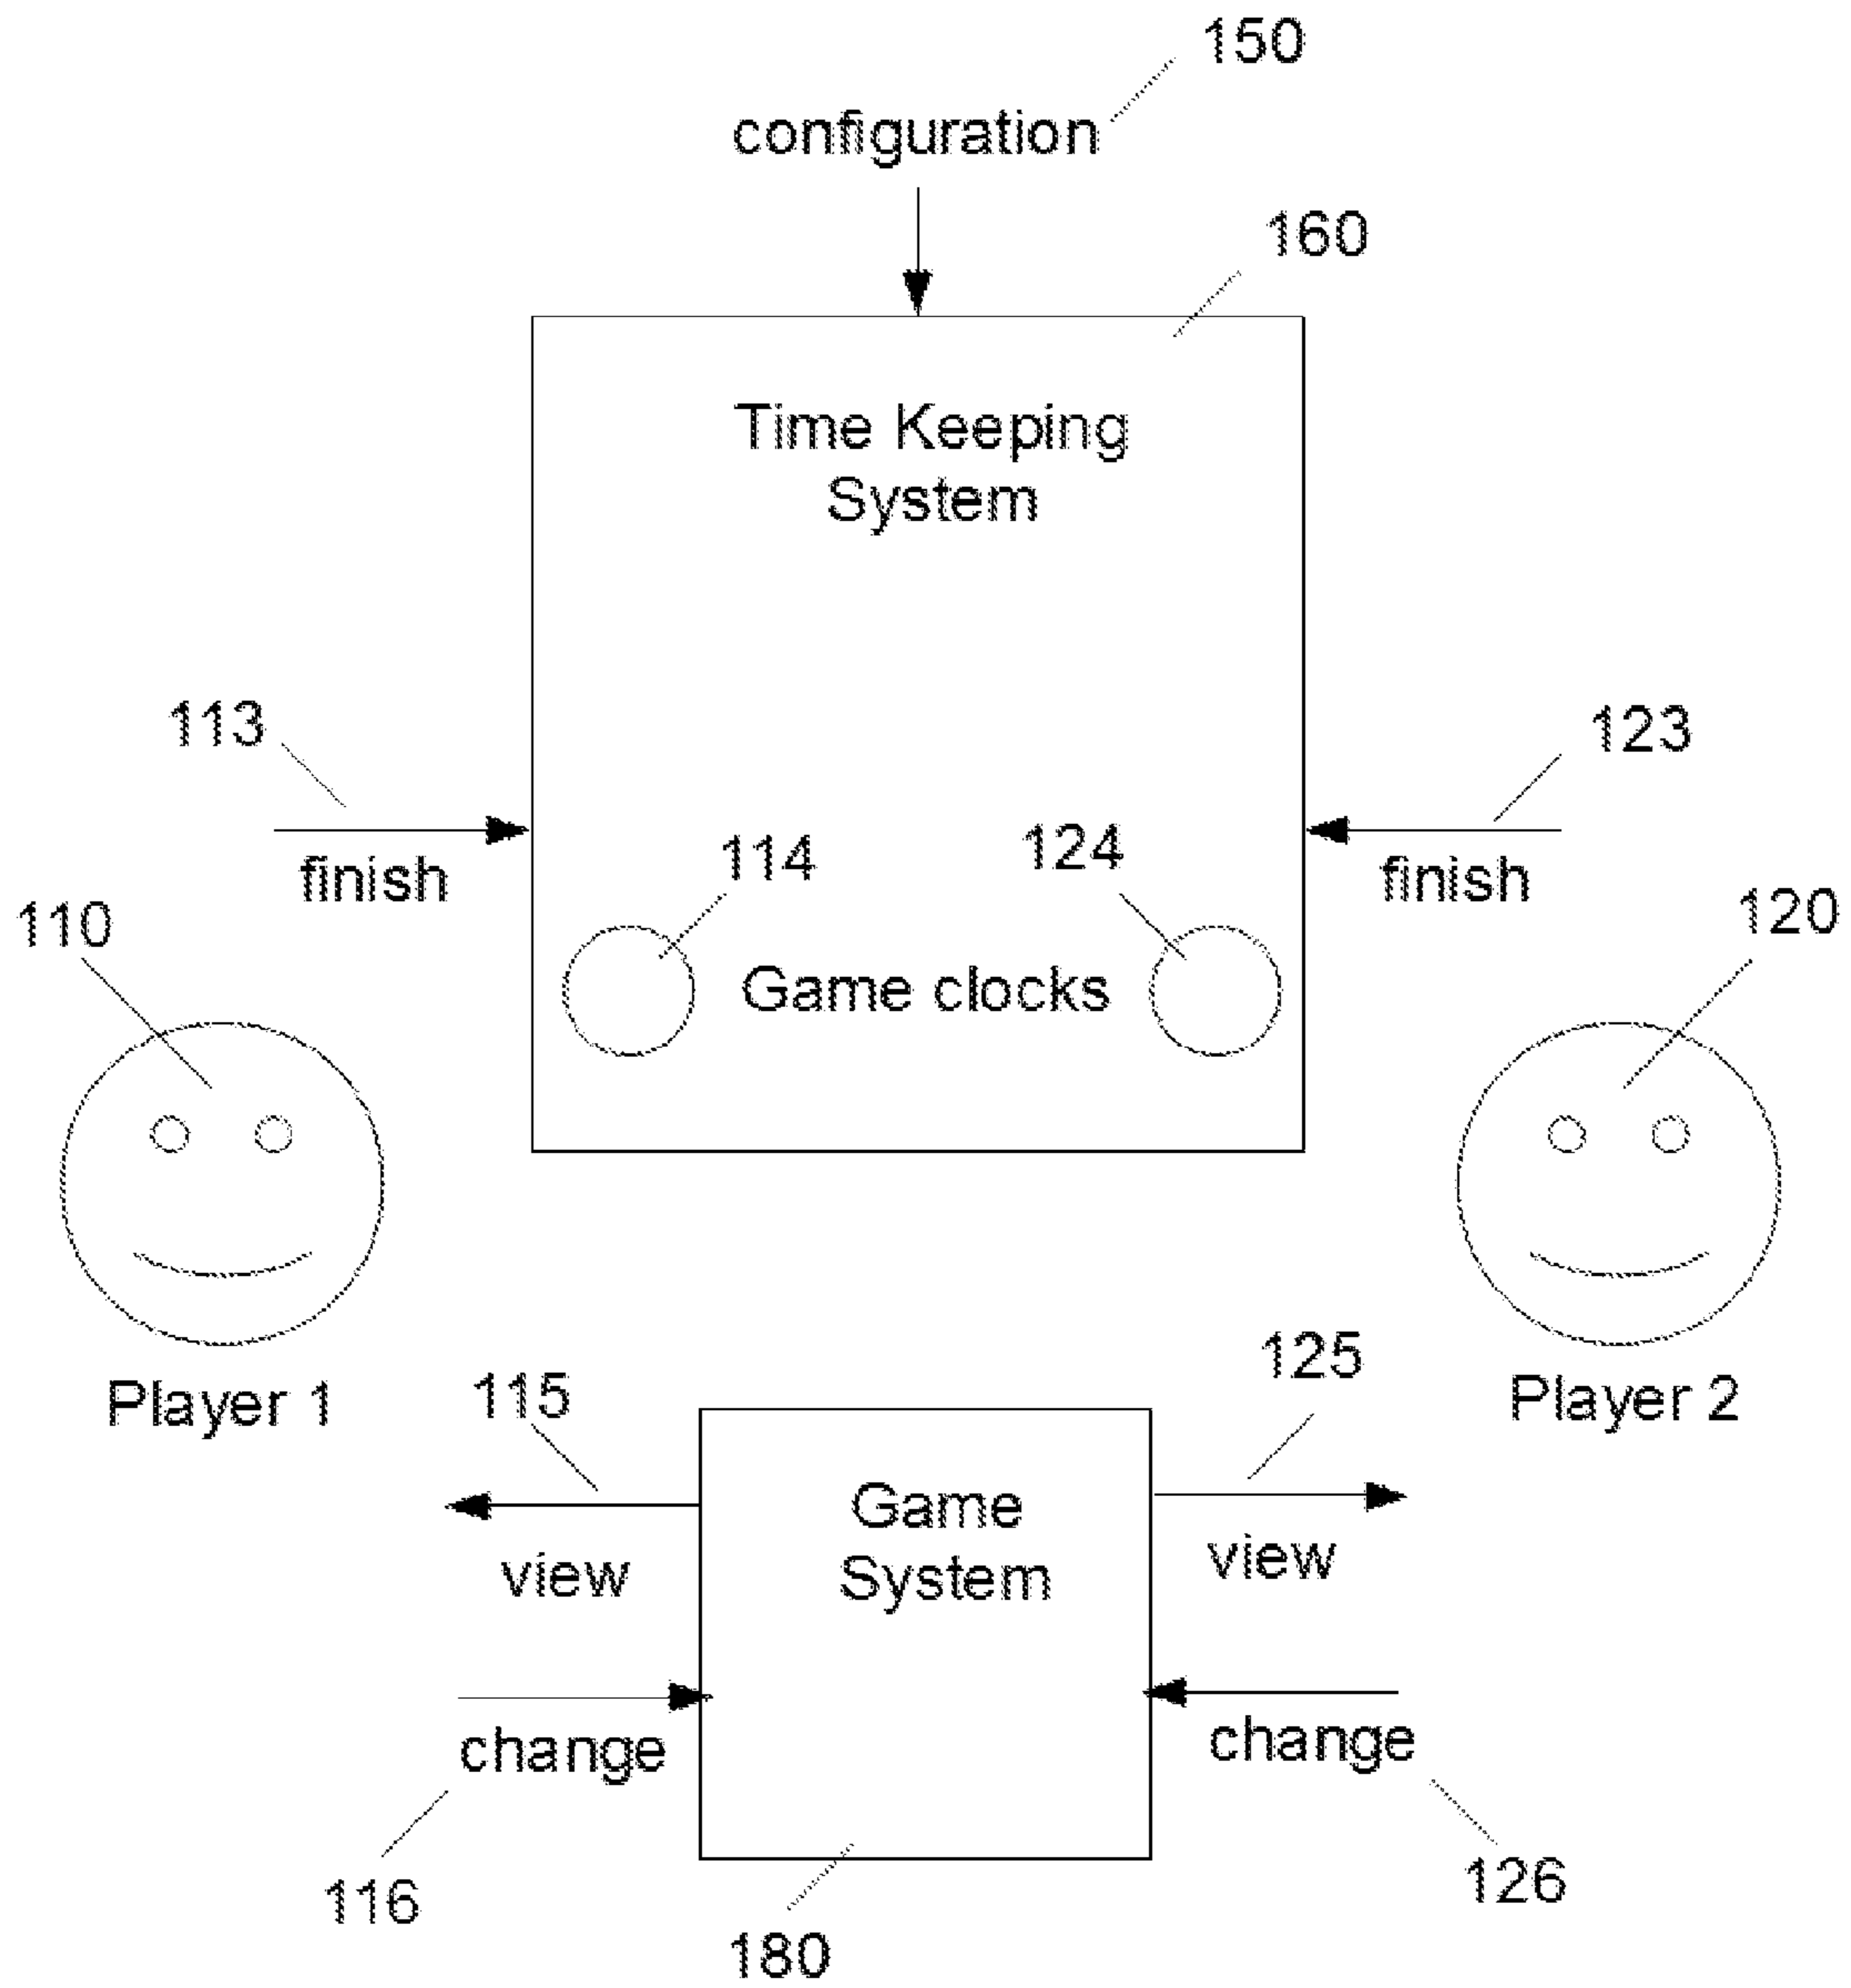 150
configuration
160
Time Keeping
System
113
123
finish
114
124
finish
110
120
Game clocks
Player 1
115
125
Player 2
Game
System
view
view
change
change
116
126
180